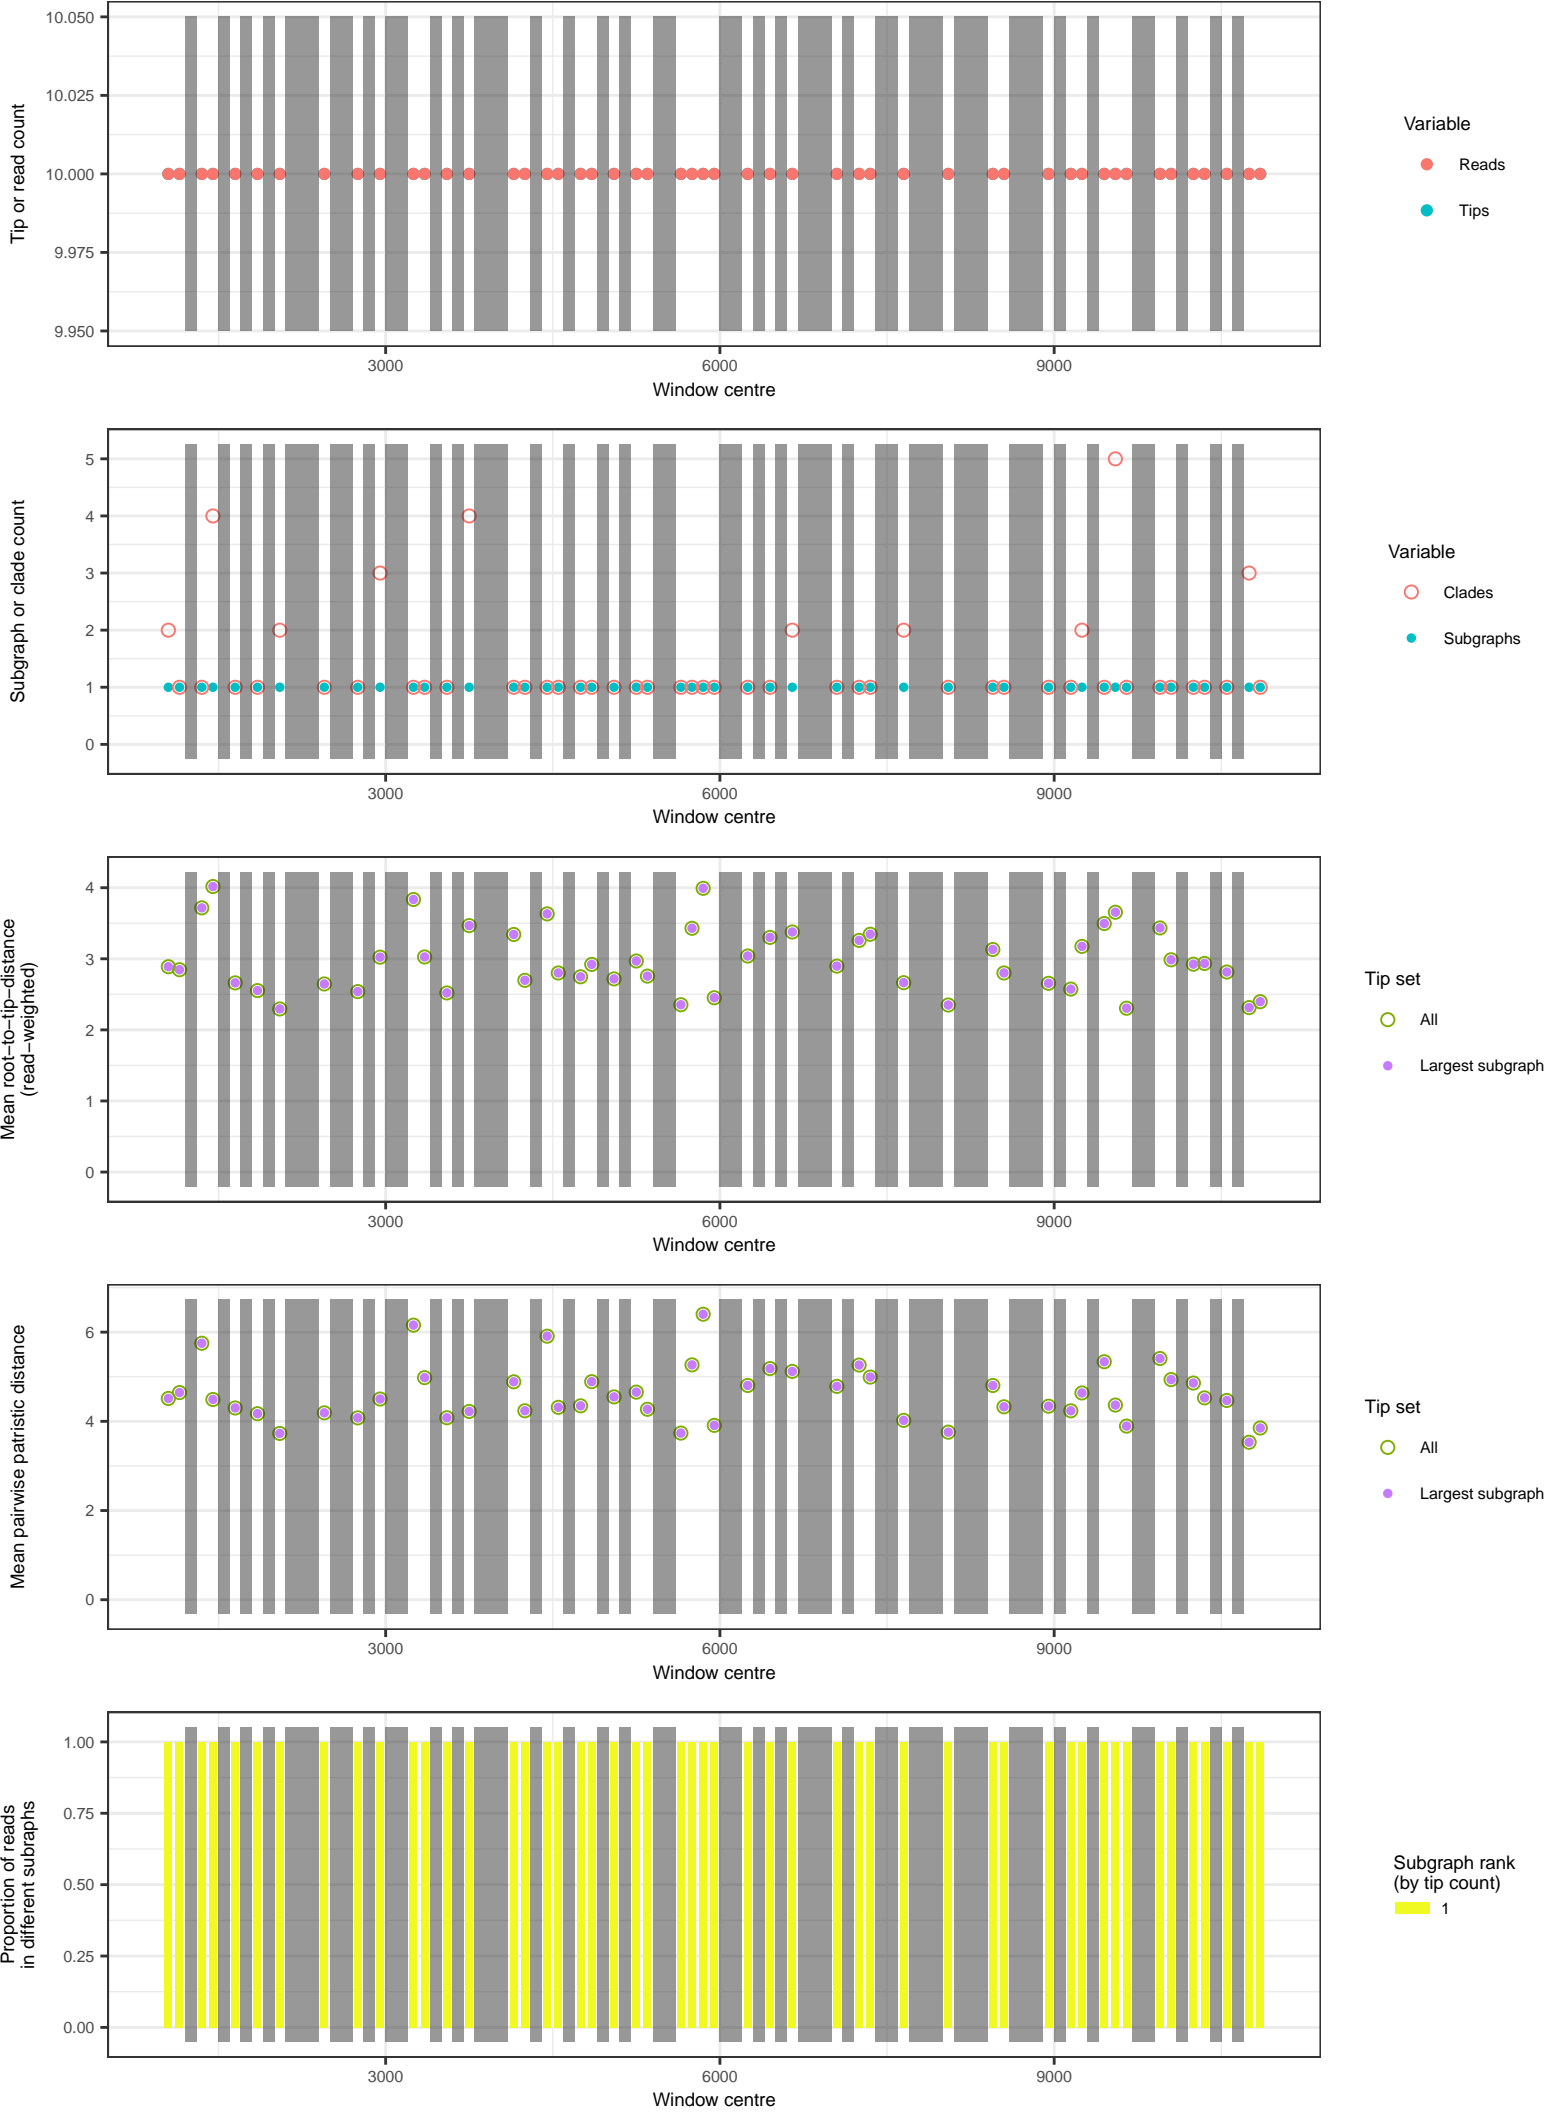 10.050
10.025
10.000
9.975
9.950
Tip or read count
3000 6000 9000
Window centre
Variable
Reads
Tips
5
4
3
2
1
0
Subgraph or clade count
3000 6000 9000
Window centre
Variable
Clades
Subgraphs
4
3
2
1
0
Mean root−to−tip−distance
(read−weighted)
3000 6000 9000
Window centre
Tip set
All
Largest subgraph
6
4
2
0
Mean pairwise patristic distance
3000 6000 9000
Window centre
Tip set
All
Largest subgraph
1.00
0.75
0.50
0.25
0.00
Proportion of reads
in different subraphs
3000 6000 9000
Window centre
Subgraph rank
(by tip count)
1